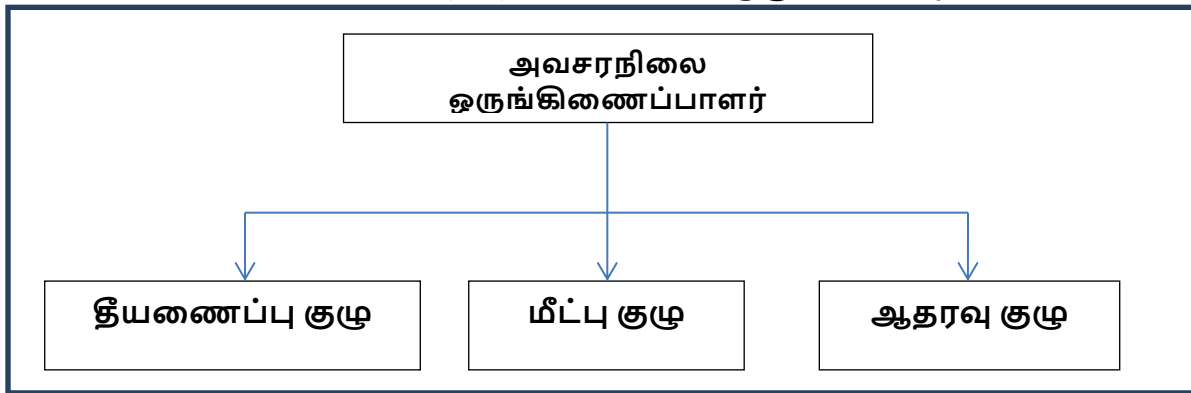 அவசரநிலை
ஒருங்கிணைப்பாளர்
தீயணைப்பு குழு
மீட்பு குழு
ஆதரவு குழு